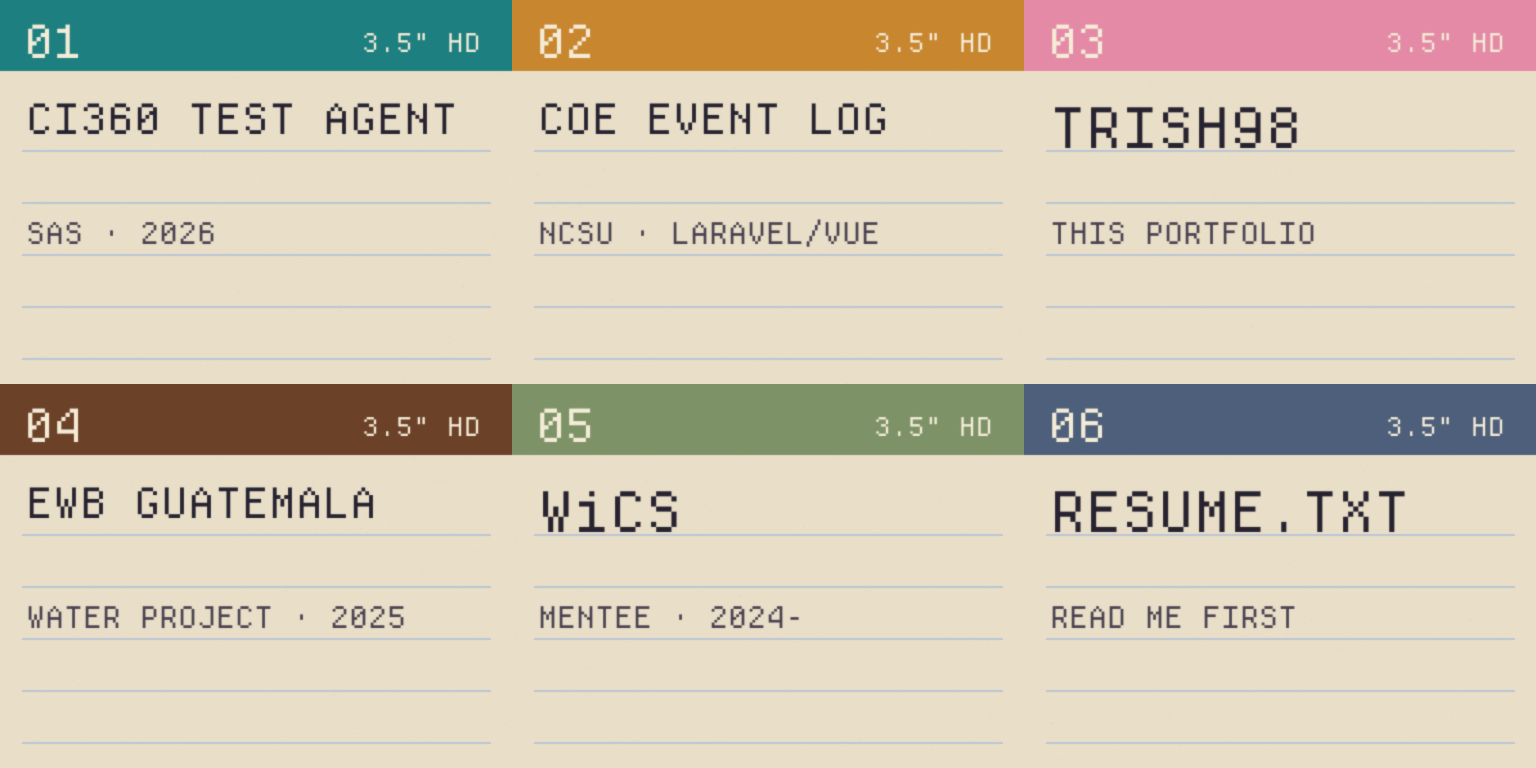 01 3.5" HD
CI360 TEST AGENT
SAS · 2026
02 3.5" HD
COE EVENT LOG
NCSU · LARAVEL/VUE
03 3.5" HD
TRISH98
THIS PORTFOLIO
04 3.5" HD
EWB GUATEMALA
WATER PROJECT · 2025
05 3.5" HD
WiCS
MENTEE · 2024-
06 3.5" HD
RESUME.TXT
READ ME FIRST